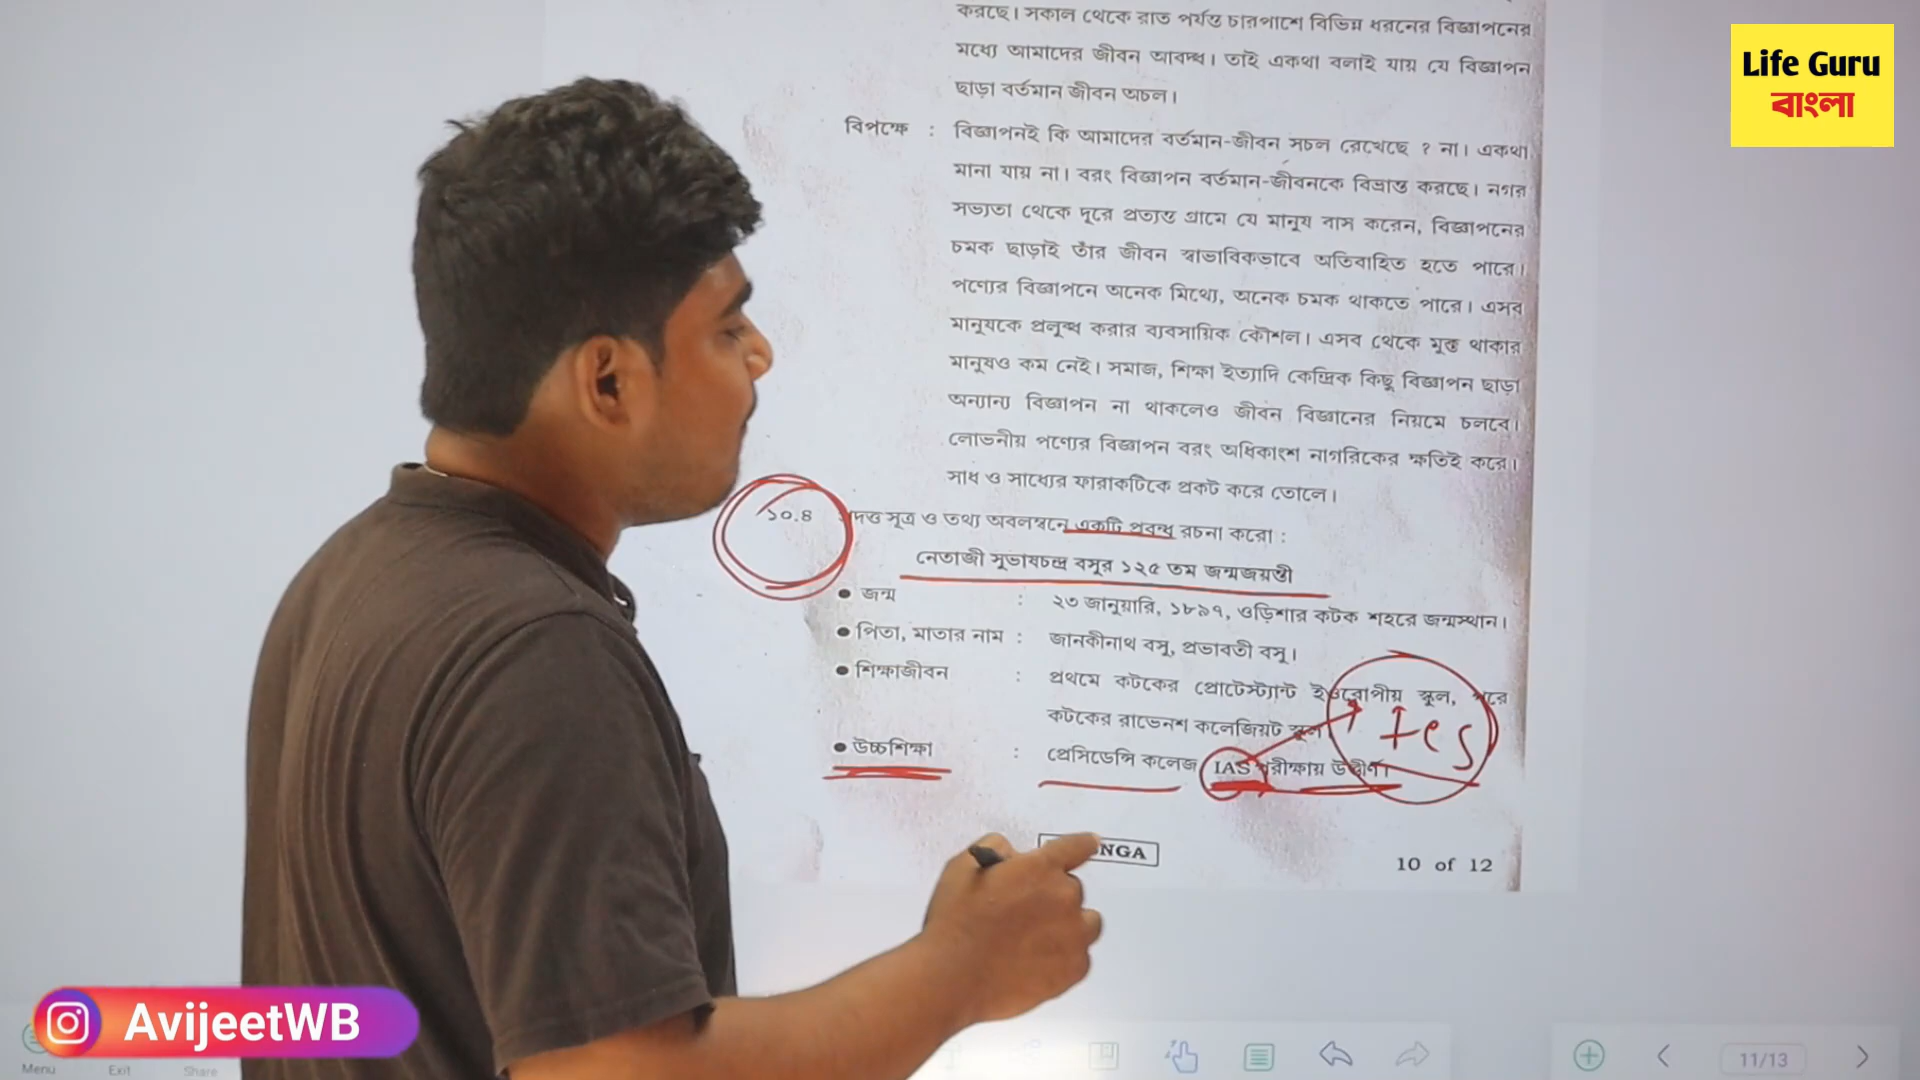 করছে। সকাল থেকে রাত পর্যন্ত চারপাশে বিভিন্ন ধরনের বিজ্ঞাপনের
মধ্যে আমাদের জীবন আবদ্ধ। তাই একথা বলাই যায় যে বিজ্ঞাপন
ছাড়া বর্তমান জীবন অচল।
বিপক্ষে : বিজ্ঞাপনই কি আমাদের বর্তমান-জীবন সচল রেখেছে ? না। একথা
মানা যায় না। বরং বিজ্ঞাপন বর্তমান-জীবনকে বিভ্রান্ত করছে। নগর
সভ্যতা থেকে দূরে প্রত্যন্ত গ্রামে যে মানুষ বাস করেন, বিজ্ঞাপনের
চমক ছাড়াই তাঁর জীবন স্বাভাবিকভাবে অতিবাহিত হতে পারে।
পণ্যের বিজ্ঞাপনে অনেক মিথ্যে, অনেক চমক থাকতে পারে। এসব
মানুষকে প্রলুব্ধ করার ব্যবসায়িক কৌশল। এসব থেকে মুক্ত থাকার
মানুষও কম নেই। সমাজ, শিক্ষা ইত্যাদি কেন্দ্রিক কিছু বিজ্ঞাপন ছাড়া
অন্যান্য বিজ্ঞাপন না থাকলেও জীবন বিজ্ঞানের নিয়মে চলবে।
লোভনীয় পণ্যের বিজ্ঞাপন বরং অধিকাংশ নাগরিকের ক্ষতিই করে।
সাধ ও সাধ্যের ফারাকটিকে প্রকট করে তোলে।
১০.৪ সূত্র ও তথ্য অবলম্বনে একটি প্রবন্ধ রচনা করো :
নেতাজী সুভাষচন্দ্র বসুর ১২৫ তম জন্মজয়ন্তী
● জন্ম : ২৩ জানুয়ারি, ১৮৯৭, ওড়িশার কটক শহরে জন্মস্থান।
● পিতা, মাতার নাম : জানকীনাথ বসু, প্রভাবতী বসু।
● শিক্ষাজীবন : প্রথমে কটকের প্রোটেস্ট্যান্ট ইওরোপীয় স্কুল, পরে
কটকের রাভেনশ কলেজিয়ট স্কুল
● উচ্চশিক্ষা : প্রেসিডেন্সি কলেজ IAS পরীক্ষায় উত্তীর্ণ।
10 of 12
Life Guru
বাংলা
AvijeetWB
Menu Exit Share
11/13